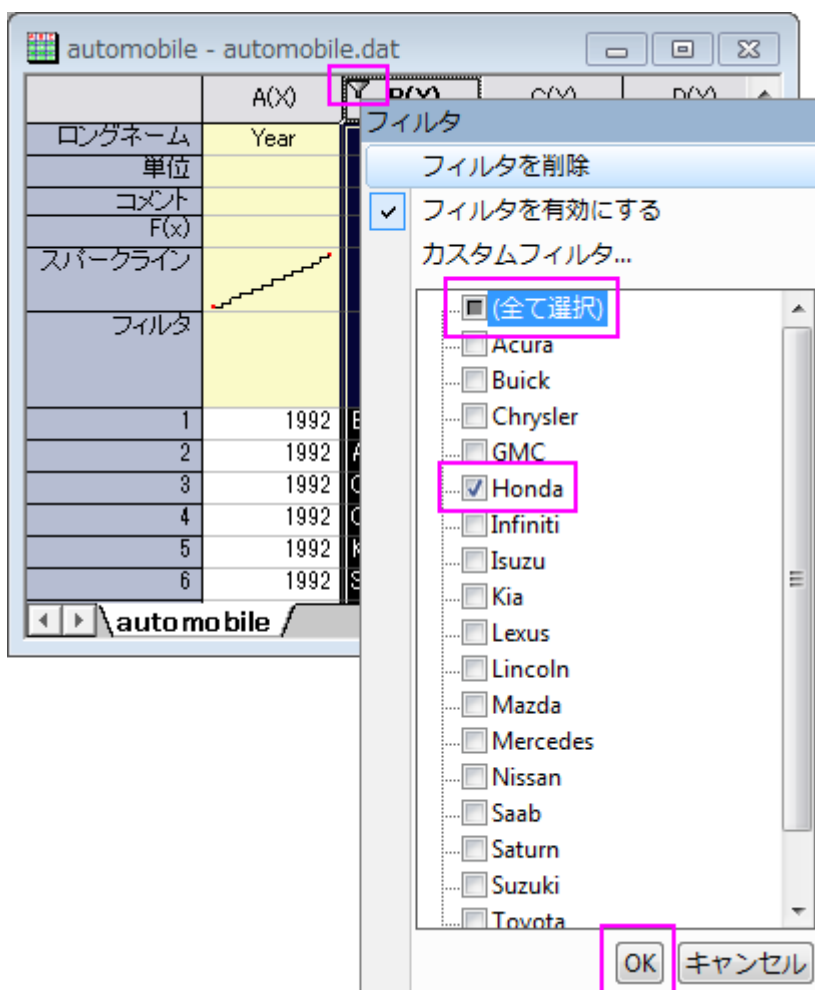 automobile - automobile.dat
A(X) B(Y) C(Y) D(Y)
ロングネーム Year
単位
コメント
F(x)
スパークライン
フィルタ
1 1992
2 1992
3 1992
4 1992
5 1992
6 1992
automobile
フィルタ
フィルタを削除
フィルタを有効にする
カスタムフィルタ...
(全て選択)
Acura
Buick
Chrysler
GMC
Honda
Infiniti
Isuzu
Kia
Lexus
Lincoln
Mazda
Mercedes
Nissan
Saab
Saturn
Suzuki
Toyota
OK キャンセル